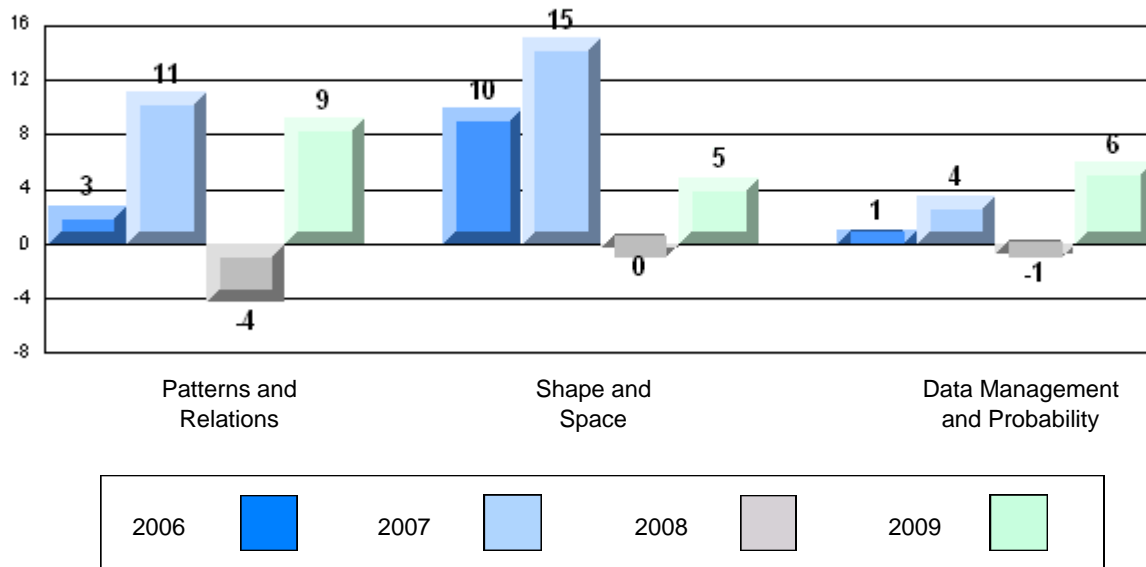 16
12
8
4
0
-4
-8
3
11
-4
9
10
15
0
5
1
4
-1
6
Patterns and
Relations
Shape and
Space
Data Management
and Probability
2006 2007 2008 2009